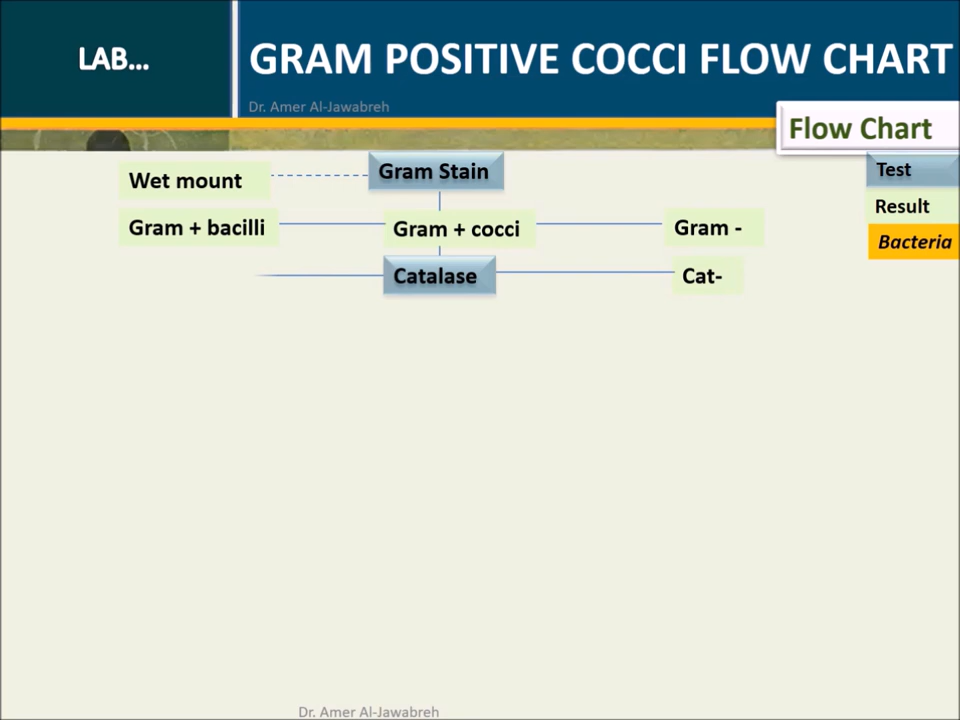 LAB...
GRAM POSITIVE COCCI FLOW CHART
Dr. Amer Al-Jawabreh
Flow Chart
Test
Result
Bacteria
Wet mount
Gram Stain
Gram + bacilli
Gram + cocci
Gram -
Catalase
Cat-
Dr. Amer Al-Jawabreh